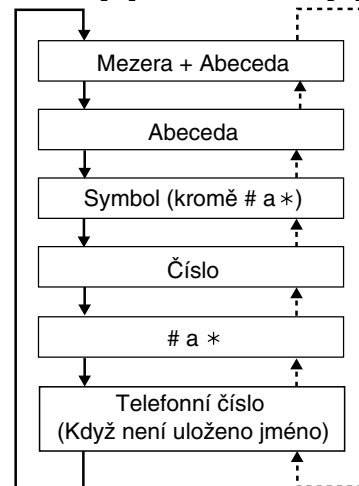 Mezera + Abeceda
Abeceda
Symbol (kromě # a *)
Číslo
# a *
Telefonní číslo
(Když není uloženo jméno)